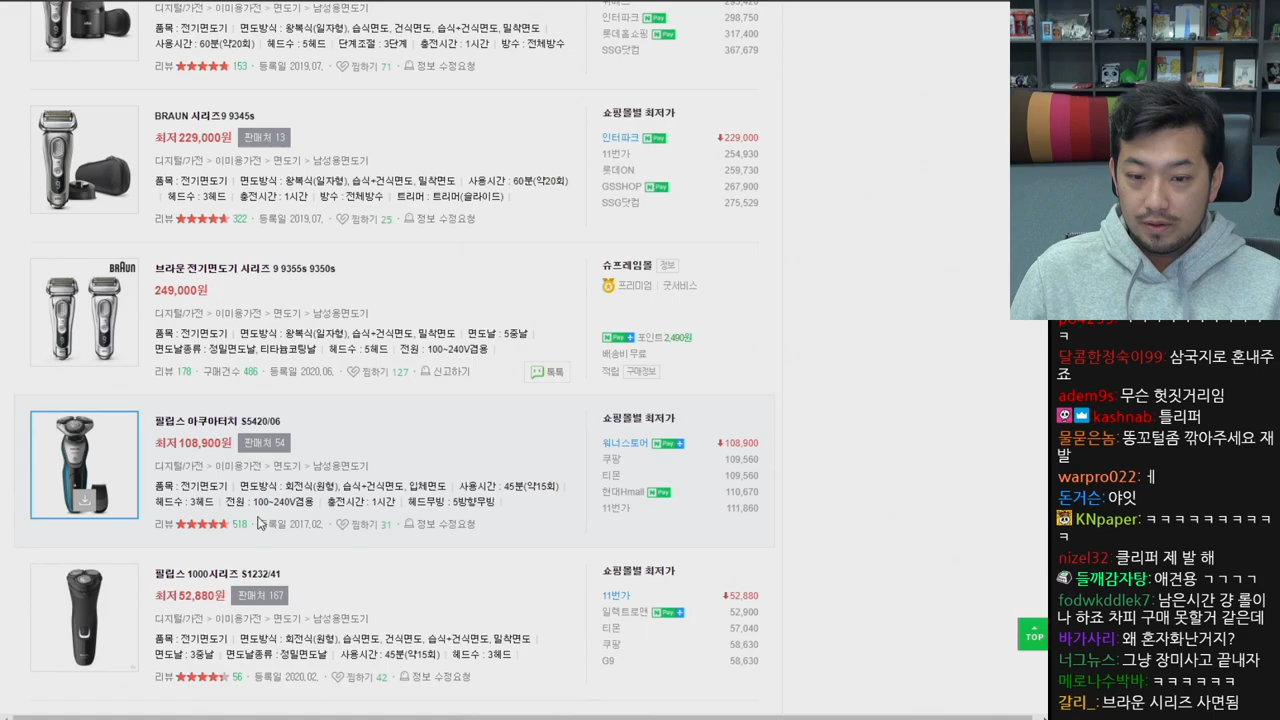 디지털/가전 > 이미용가전 > 면도기 > 남성용면도기
품목 : 전기면도기 | 면도방식 : 왕복식(일자형), 습식면도, 건식면도, 습식+건식면도, 밀착면도
사용시간 : 60분(약20회) | 헤드수 : 5헤드 | 단계조절 : 3단계 | 충전시간 : 1시간 | 방수 : 전체방수
리뷰 ★★★★★ 153 · 등록일 2019.07. · 찜하기 71 · 정보 수정요청
인터파크 N Pay 298,750
롯데홈쇼핑 N Pay 317,400
SSG닷컴 367,679
BRAUN 시리즈9 9345s
최저 229,000원 판매처 13
디지털/가전 > 이미용가전 > 면도기 > 남성용면도기
품목 : 전기면도기 | 면도방식 : 왕복식(일자형), 습식+건식면도, 밀착면도 | 사용시간 : 60분(약20회)
| 헤드수 : 3헤드 | 충전시간 : 1시간 | 방수 : 전체방수 | 트리머 : 트리머(슬라이드) |
리뷰 ★★★★★ 322 · 등록일 2019.07. · 찜하기 25 · 정보 수정요청
쇼핑몰별 최저가
인터파크 N Pay 229,000
11번가 254,930
롯데ON 259,730
GSSHOP N Pay 267,900
SSG닷컴 275,529
BRAUN
브라운 전기면도기 시리즈 9 9355s 9350s
249,000원
디지털/가전 > 이미용가전 > 면도기 > 남성용면도기
품목 : 전기면도기 | 면도방식 : 왕복식(일자형), 습식+건식면도, 밀착면도 | 면도날 : 5중날 |
면도날종류 : 정밀면도날, 티타늄코팅날 | 헤드수 : 5헤드 | 전원 : 100~240V겸용 |
리뷰 178 · 구매건수 486 · 등록일 2020.06. · 찜하기 127 · 신고하기
톡톡
슈프레임몰 정보
프리미엄 | 굿서비스
N Pay + 포인트 2,490원
배송비 무료
적립 구매정보
필립스 아쿠아터치 S5420/06
최저 108,900원 판매처 54
디지털/가전 > 이미용가전 > 면도기 > 남성용면도기
품목 : 전기면도기 | 면도방식 : 회전식(원형), 습식+건식면도, 입체면도 | 사용시간 : 45분(약15회) |
헤드수 : 3헤드 | 전원 : 100~240V겸용 | 충전시간 : 1시간 | 헤드무빙 : 5방향무빙 |
리뷰 ★★★★★ 518 · 등록일 2017.02. · 찜하기 31 · 정보 수정요청
쇼핑몰별 최저가
워너스토어 N Pay + 108,900
쿠팡 109,560
티몬 109,560
현대Hmall N Pay 110,670
11번가 111,860
필립스 1000시리즈 S1232/41
최저 52,880원 판매처 167
디지털/가전 > 이미용가전 > 면도기 > 남성용면도기
품목 : 전기면도기 | 면도방식 : 회전식(원형), 습식면도, 건식면도, 습식+건식면도, 밀착면도 |
면도날 : 3중날 | 면도날종류 : 정밀면도날 | 사용시간 : 45분(약15회) | 헤드수 : 3헤드 |
리뷰 ★★★★★ 56 · 등록일 2020.02. · 찜하기 42 · 정보 수정요청
쇼핑몰별 최저가
11번가 52,880
일렉트로맨 N Pay + 52,900
티몬 57,040
쿠팡 58,630
G9 58,630
TOP
ㅋ
달콤한정숙이99: 삼국지로 혼내주
죠
adem9s: 무슨 헛짓거리임
kashnab: 틀리퍼
물묻은놈: 똥꼬털좀 깎아주세요 제
발
warpro022: ㅔ
돈거슨: 야잇
KNpaper: ㅋㅋㅋㅋㅋㅋㅋㅋㅋㅋ
ㅋ
nizel32: 클리퍼 제 발 해
들깨감자탕: 애견용 ㄱㄱㄱㄱ
fodwkddlek7: 남은시간 걍 롤이
나 하죠 차피 구매 못할거 같은데
바가사리: 왜 혼자화난거지?
너그뉴스: 그냥 장미사고 끝내자
메로나수박바: ㅋㅋㅋㅋㅋㅋ
갈리_: 브라운 시리즈 사면됨